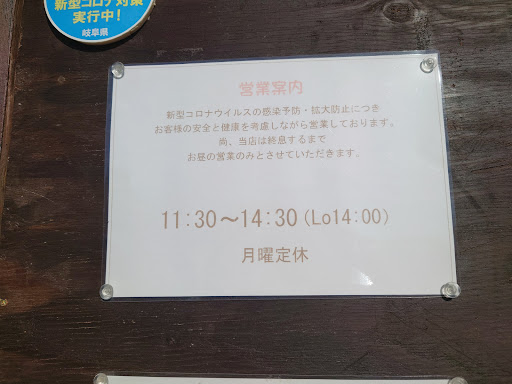 新型コロナ対策
実行中!
岐阜県
営業案内
新型コロナウイルスの感染予防・拡大防止につき
お客様の安全と健康を考慮しながら営業しております。
尚、当店は終息するまで
お昼の営業のみとさせていただきます。
11:30～14:30(Lo14:00)
月曜定休